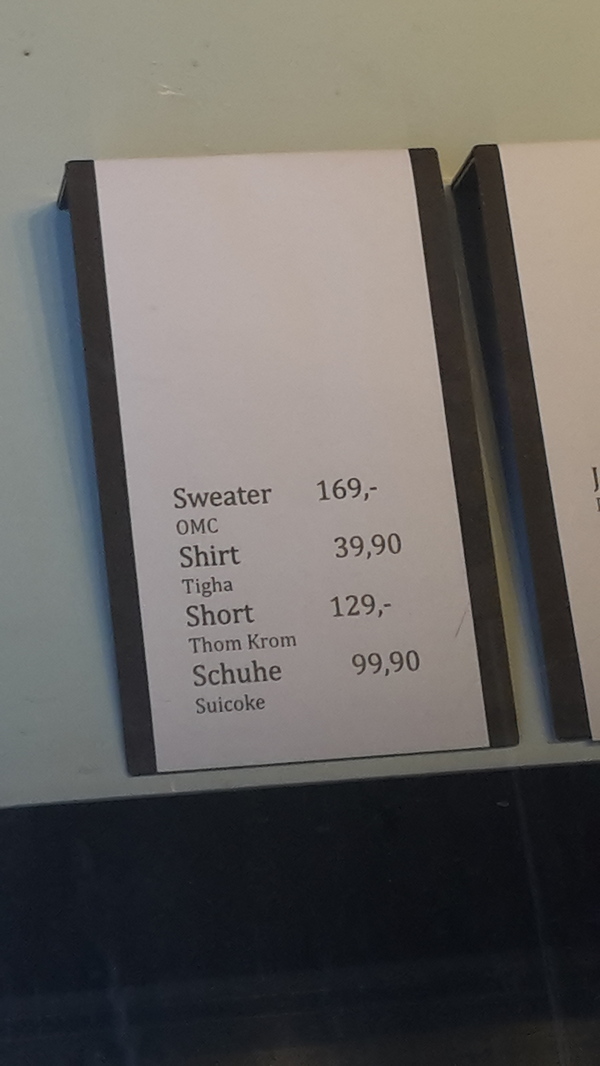 Sweater 169,-
OMC
Shirt 39,90
Tigha
Short 129,-
Thom Krom
Schuhe 99,90
Suicoke